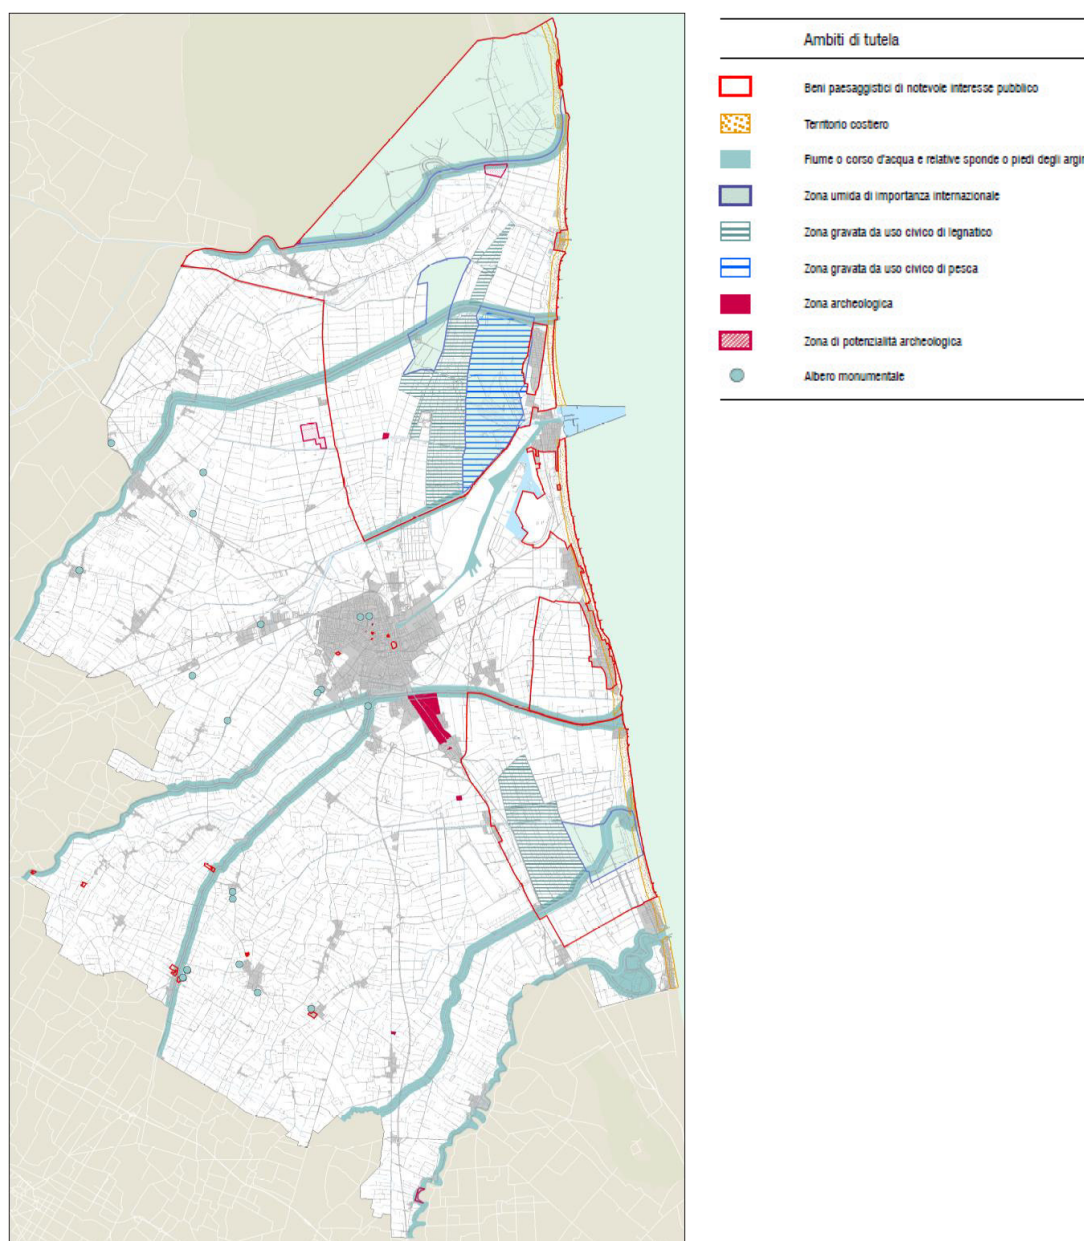 Ambiti di tutela
Beni paesaggistici di notevole interesse pubblico
Territorio costiero
Fiume o corso d'acqua e relative sponde o piedi degli argin
Zona umida di importanza internazionale
Zona gravata da uso civico di legnatico
Zona gravata da uso civico di pesca
Zona archeologica
Zona di potenzialità archeologica
Albero monumentale